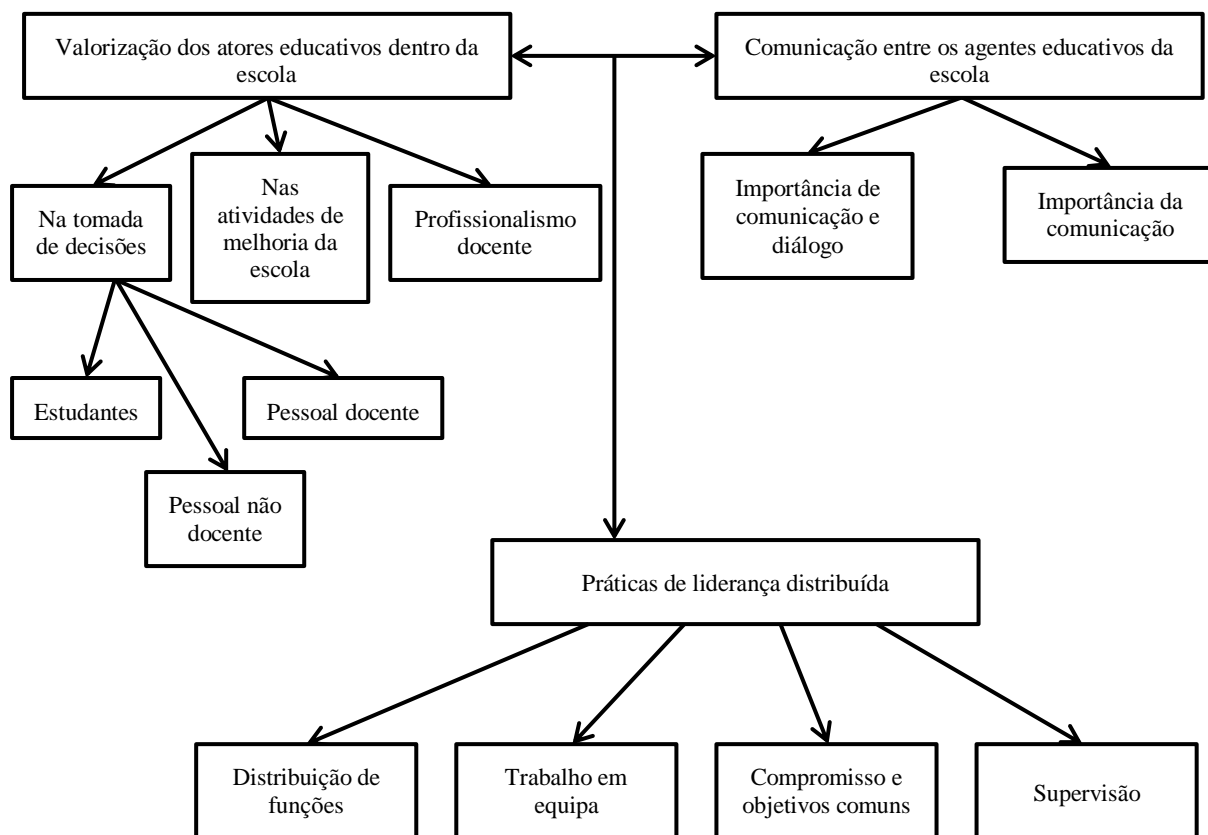 Valorização dos atores educativos dentro da
escola
Comunicação entre os agentes educativos da
escola
Na tomada
de decisões
Nas
atividades de
melhoria da
escola
Profissionalismo
docente
Importância de
comunicação e
diálogo
Importância da
comunicação
Estudantes
Pessoal docente
Pessoal não
docente
Práticas de liderança distribuída
Distribuição de
funções
Trabalho em
equipa
Compromisso e
objetivos comuns
Supervisão